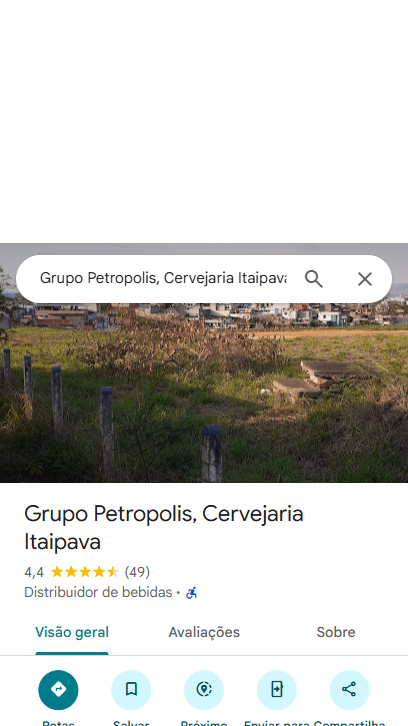 Grupo Petropolis, Cervejaria Itaipava
Grupo Petropolis, Cervejaria
Itaipava
4,4 (49)
Distribuidor de bebidas ·
Visão geral Avaliações Sobre
Rotas Salvar Próximo Enviar para Compartilha